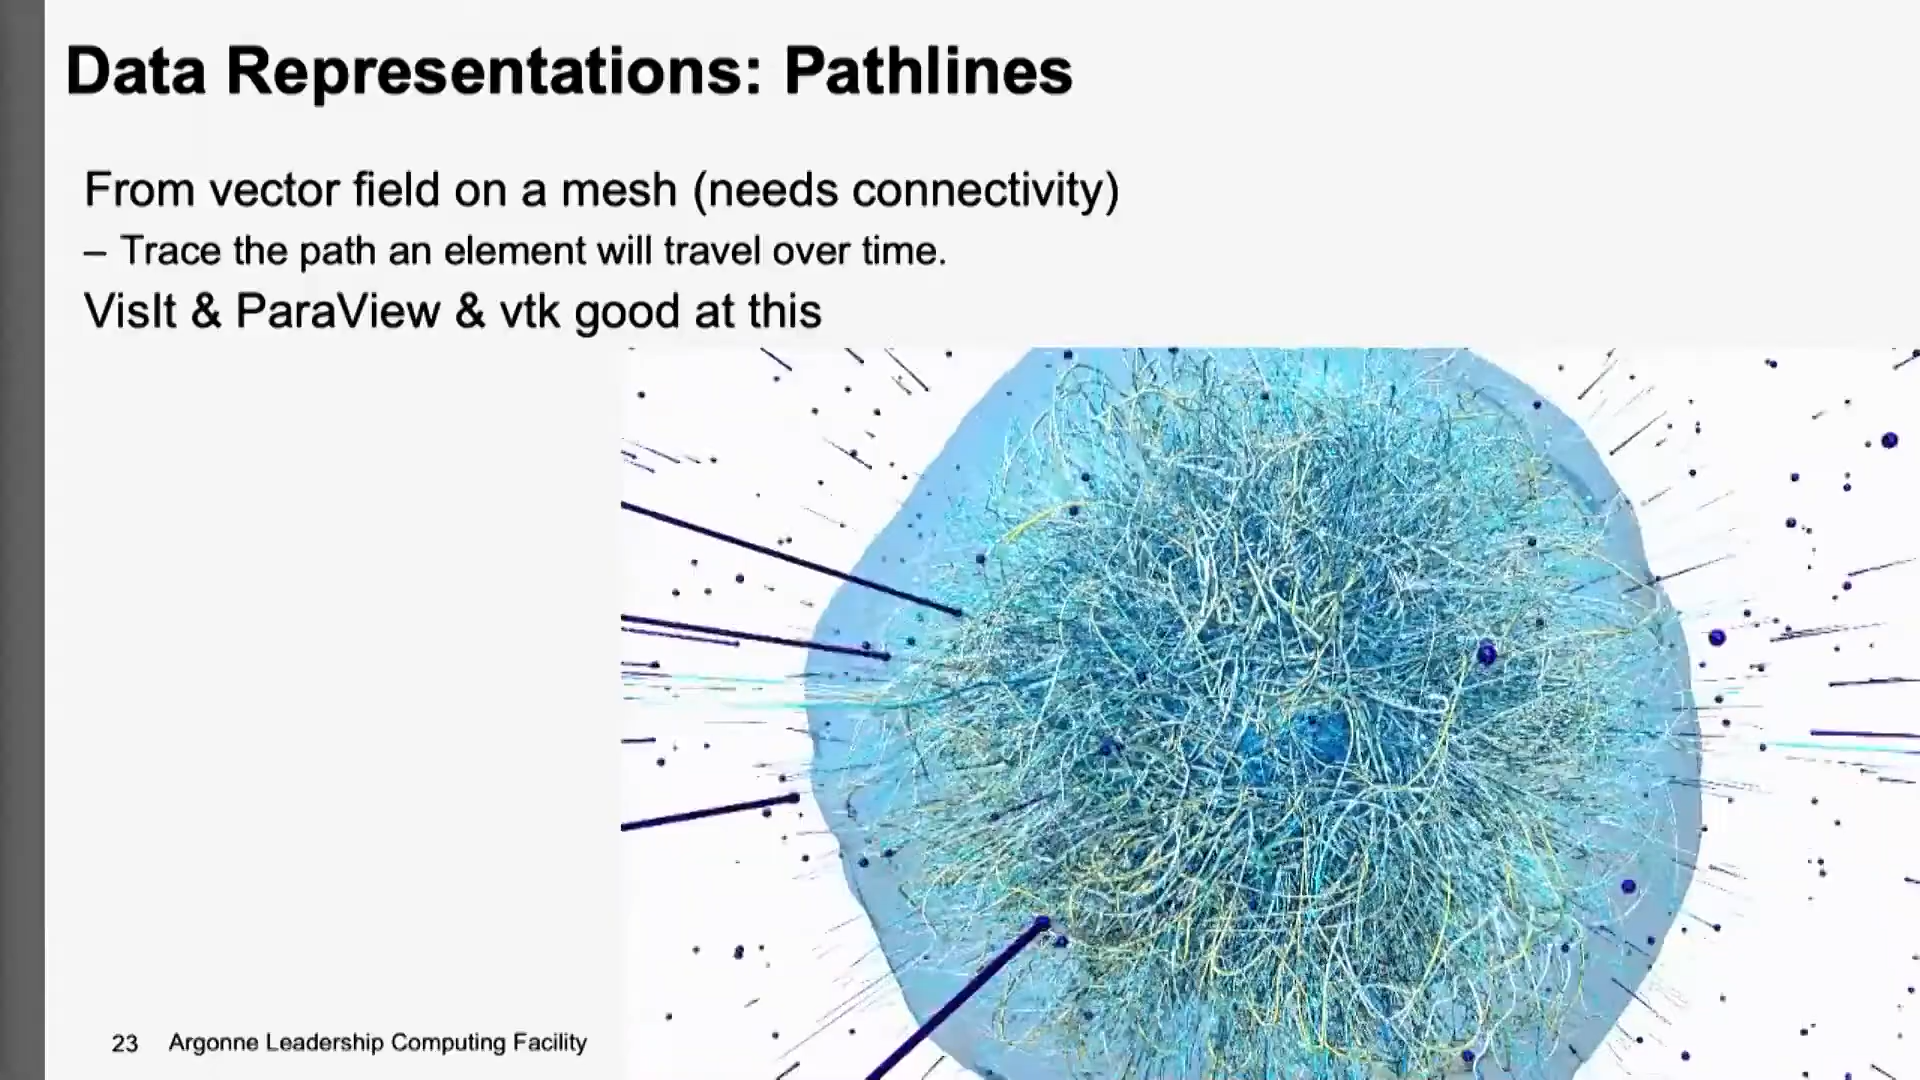 Data Representations: Pathlines
From vector field on a mesh (needs connectivity)
– Trace the path an element will travel over time.
VisIt & ParaView & vtk good at this
23 Argonne Leadership Computing Facility